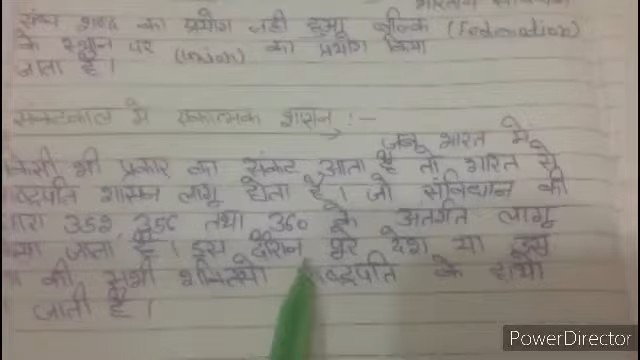 भारतीय संविधान
संघ शब्द का प्रयोग नही हुआ बल्कि (Federation)
के स्थान पर (Union) का प्रयोग किया
जाता है।
संकटकाल मे एकात्मक शासन :-
जब भारत मे
किसी भी प्रकार का संकट आता है तो भारत मे
राष्ट्रपति शासन लागू होता है। जो संविधान की
धारा 352, 356 तथा 360 के अंतर्गत लागू
किया जाता है। इस दौरान पुरे देश या उस
की सभी शक्तियाँ राष्ट्रपति के हाथो
जाती है।
PowerDirector